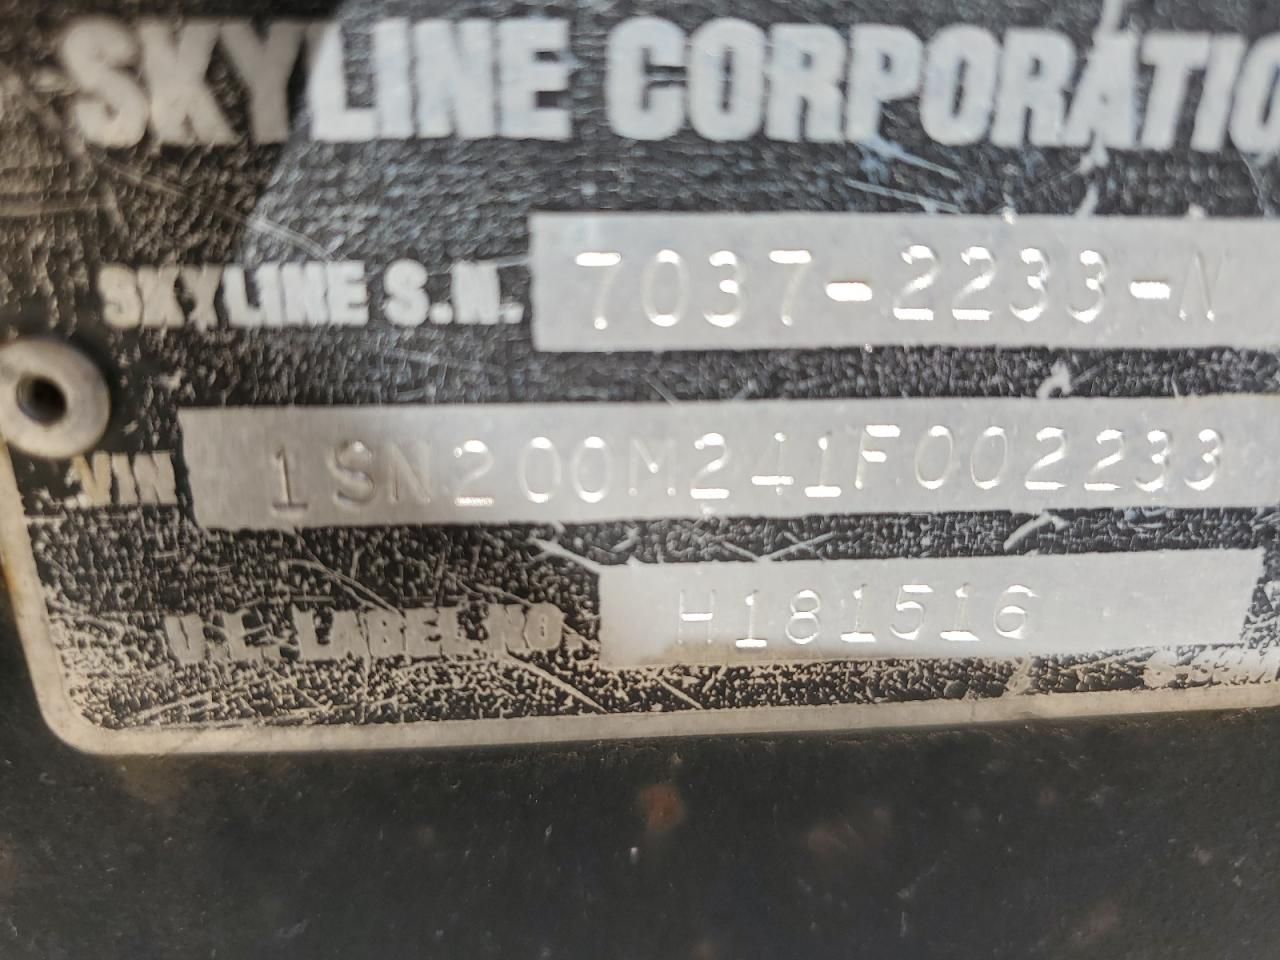 SKYLINE CORPORATIO
SKYLINE S.N. 7037-2233-N
VIN 1SN200M241F002233
V.I. LABEL NO H181516